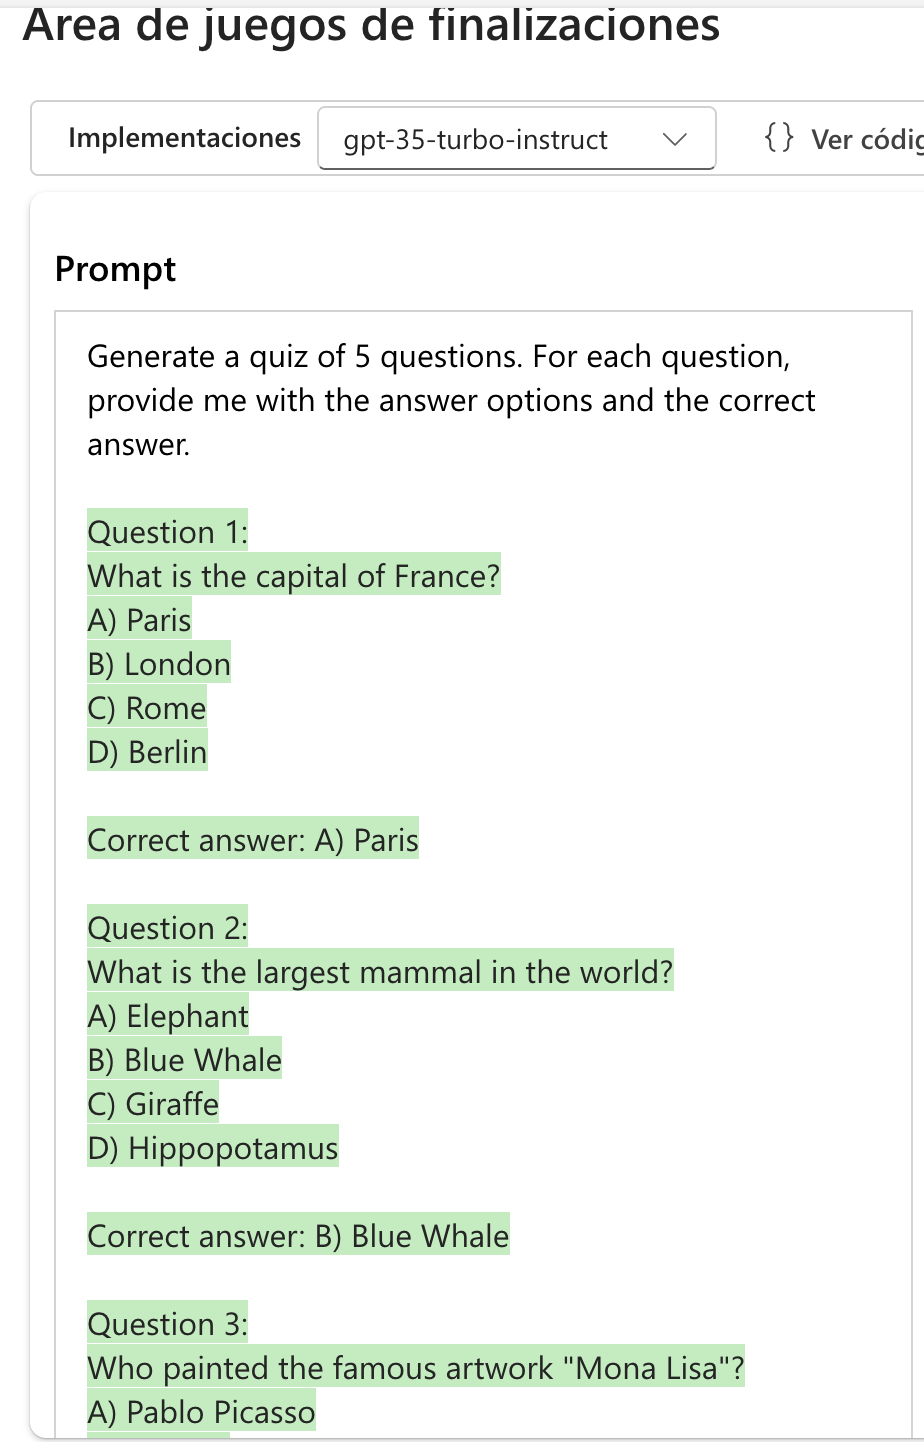 Área de juegos de finalizaciones
Implementaciones
gpt-35-turbo-instruct
{} Ver códig
Prompt
Generate a quiz of 5 questions. For each question,
provide me with the answer options and the correct
answer.
Question 1:
What is the capital of France?
A) Paris
B) London
C) Rome
D) Berlin
Correct answer: A) Paris
Question 2:
What is the largest mammal in the world?
A) Elephant
B) Blue Whale
C) Giraffe
D) Hippopotamus
Correct answer: B) Blue Whale
Question 3:
Who painted the famous artwork "Mona Lisa"?
A) Pablo Picasso